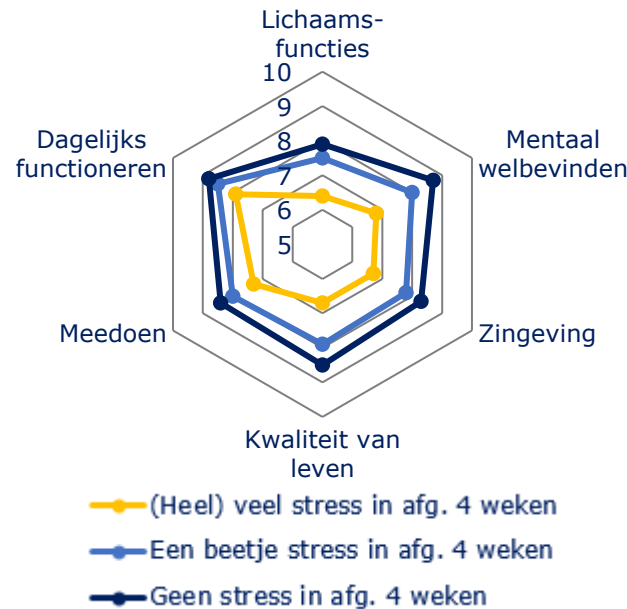 Lichaams-
functies
10
9
8
7
6
5
Mentaal
welbevinden
Dagelijks
functioneren
Meedoen
Zingeving
Kwaliteit van
leven
(Heel) veel stress in afg. 4 weken
Een beetje stress in afg. 4 weken
Geen stress in afg. 4 weken